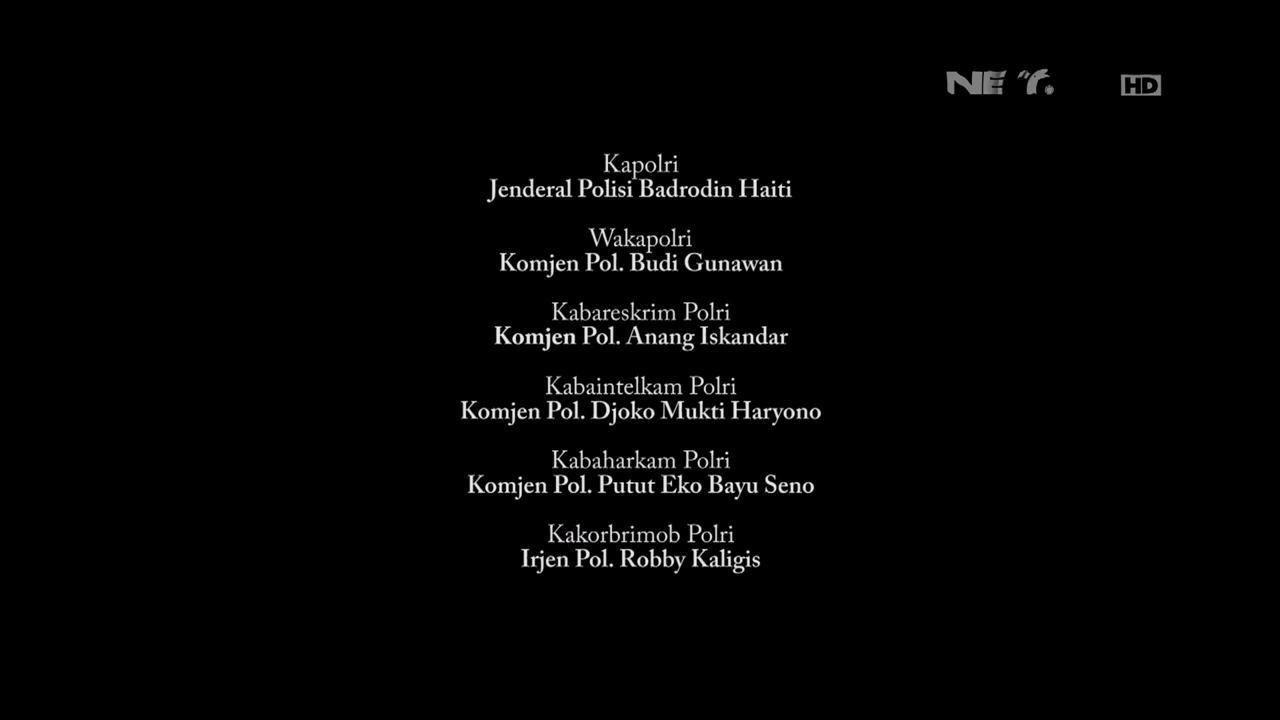 NET.
HD
Kapolri
Jenderal Polisi Badrodin Haiti
Wakapolri
Komjen Pol. Budi Gunawan
Kabareskrim Polri
Komjen Pol. Anang Iskandar
Kabaintelkam Polri
Komjen Pol. Djoko Mukti Haryono
Kabaharkam Polri
Komjen Pol. Putut Eko Bayu Seno
Kakorbrimob Polri
Irjen Pol. Robby Kaligis